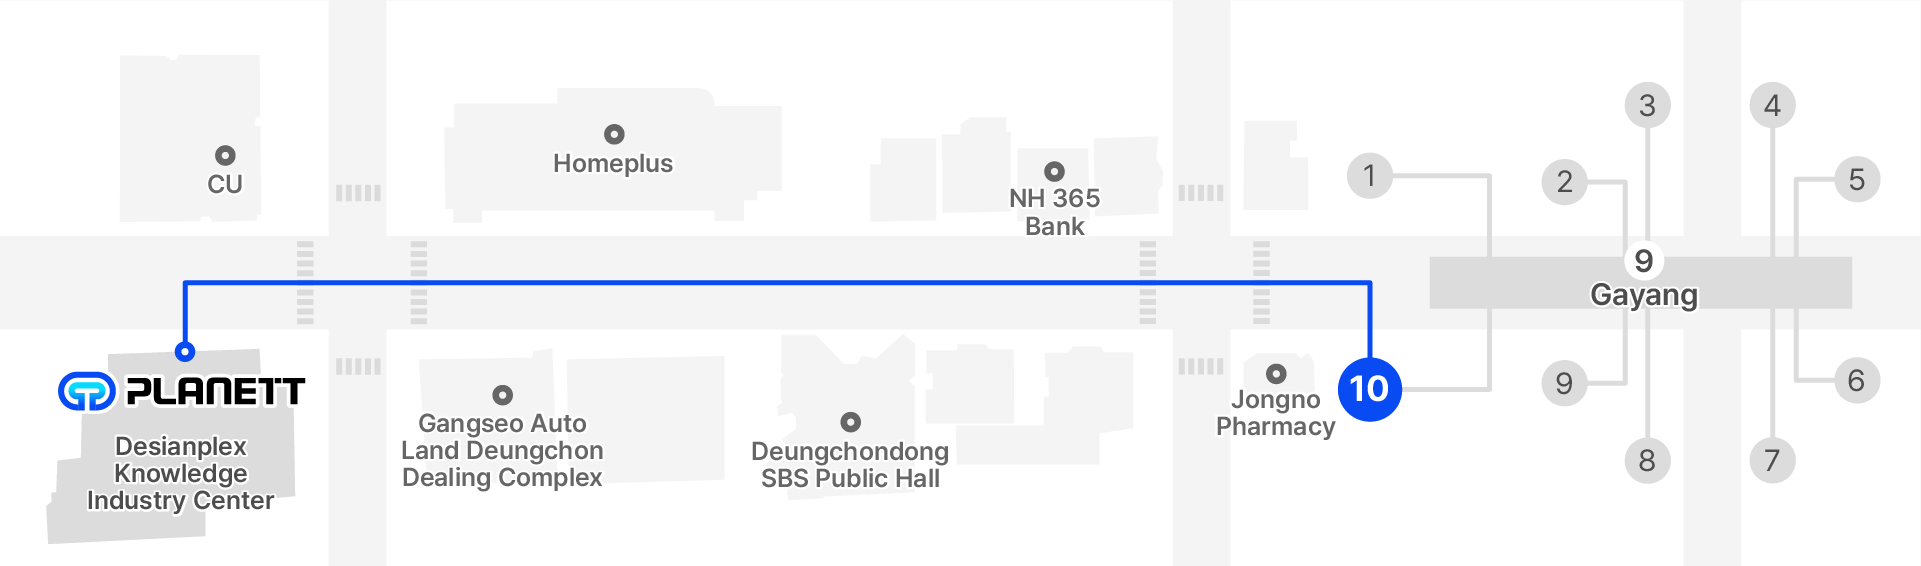 CU
Homeplus
NH 365
Bank
1
2
3
4
5
9
Gayang
PLANETT
Desianplex
Knowledge
Industry Center
Gangseo Auto
Land Deungchon
Dealing Complex
Deungchondong
SBS Public Hall
Jongno
Pharmacy
10
9
8
7
6